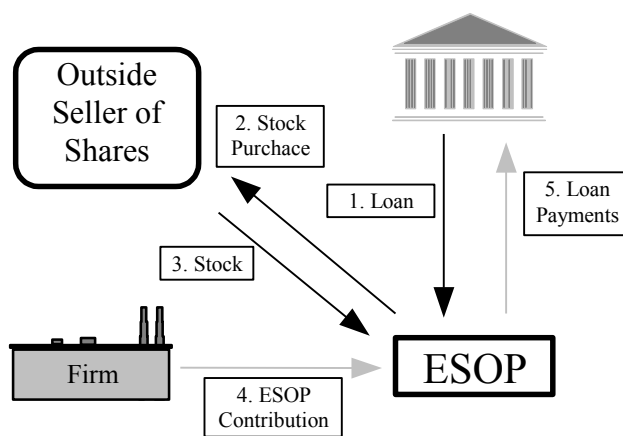 Outside
Seller of
Shares
2. Stock
Purchace
1. Loan
5. Loan
Payments
3. Stock
Firm
4. ESOP
Contribution
ESOP